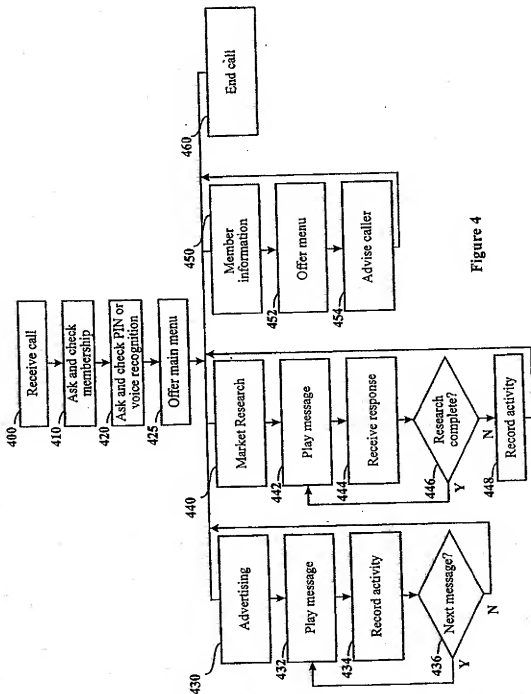 400
Receive call
410
Ask and check
membership
420
Ask and check PIN or
voice recognition
425
Offer main menu
430
Advertising
432
Play message
434
Record activity
436
Next message?
Y
N
440
Market Research
442
Play message
444
Receive response
446
Research
complete?
Y
N
448
Record activity
450
Member
information
452
Offer menu
454
Advise caller
460
End call
Figure 4